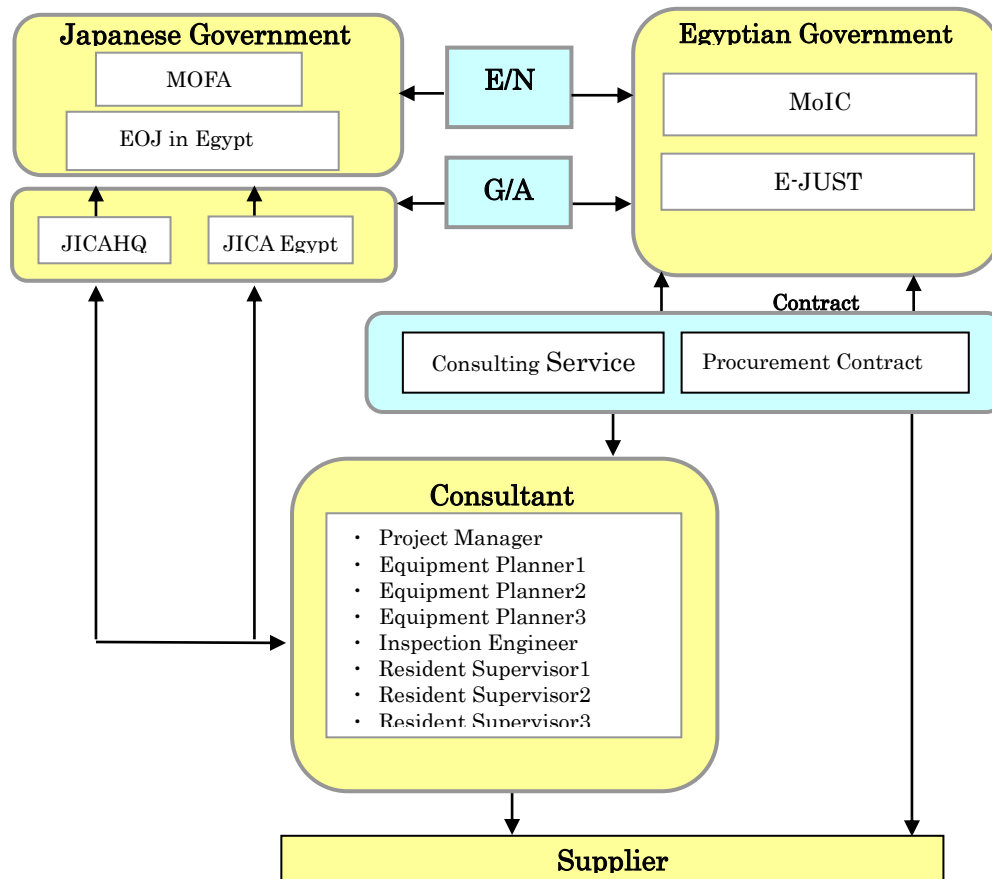 Japanese Government
MOFA
EOJ in Egypt
E/N
Egyptian Government
MoIC
E-JUST
G/A
JICAHQ
JICA Egypt
Contract
Consulting Service
Procurement Contract
Consultant
・ Project Manager
・ Equipment Planner1
・ Equipment Planner2
・ Equipment Planner3
・ Inspection Engineer
・ Resident Supervisor1
・ Resident Supervisor2
・ Resident Supervisor3
Supplier